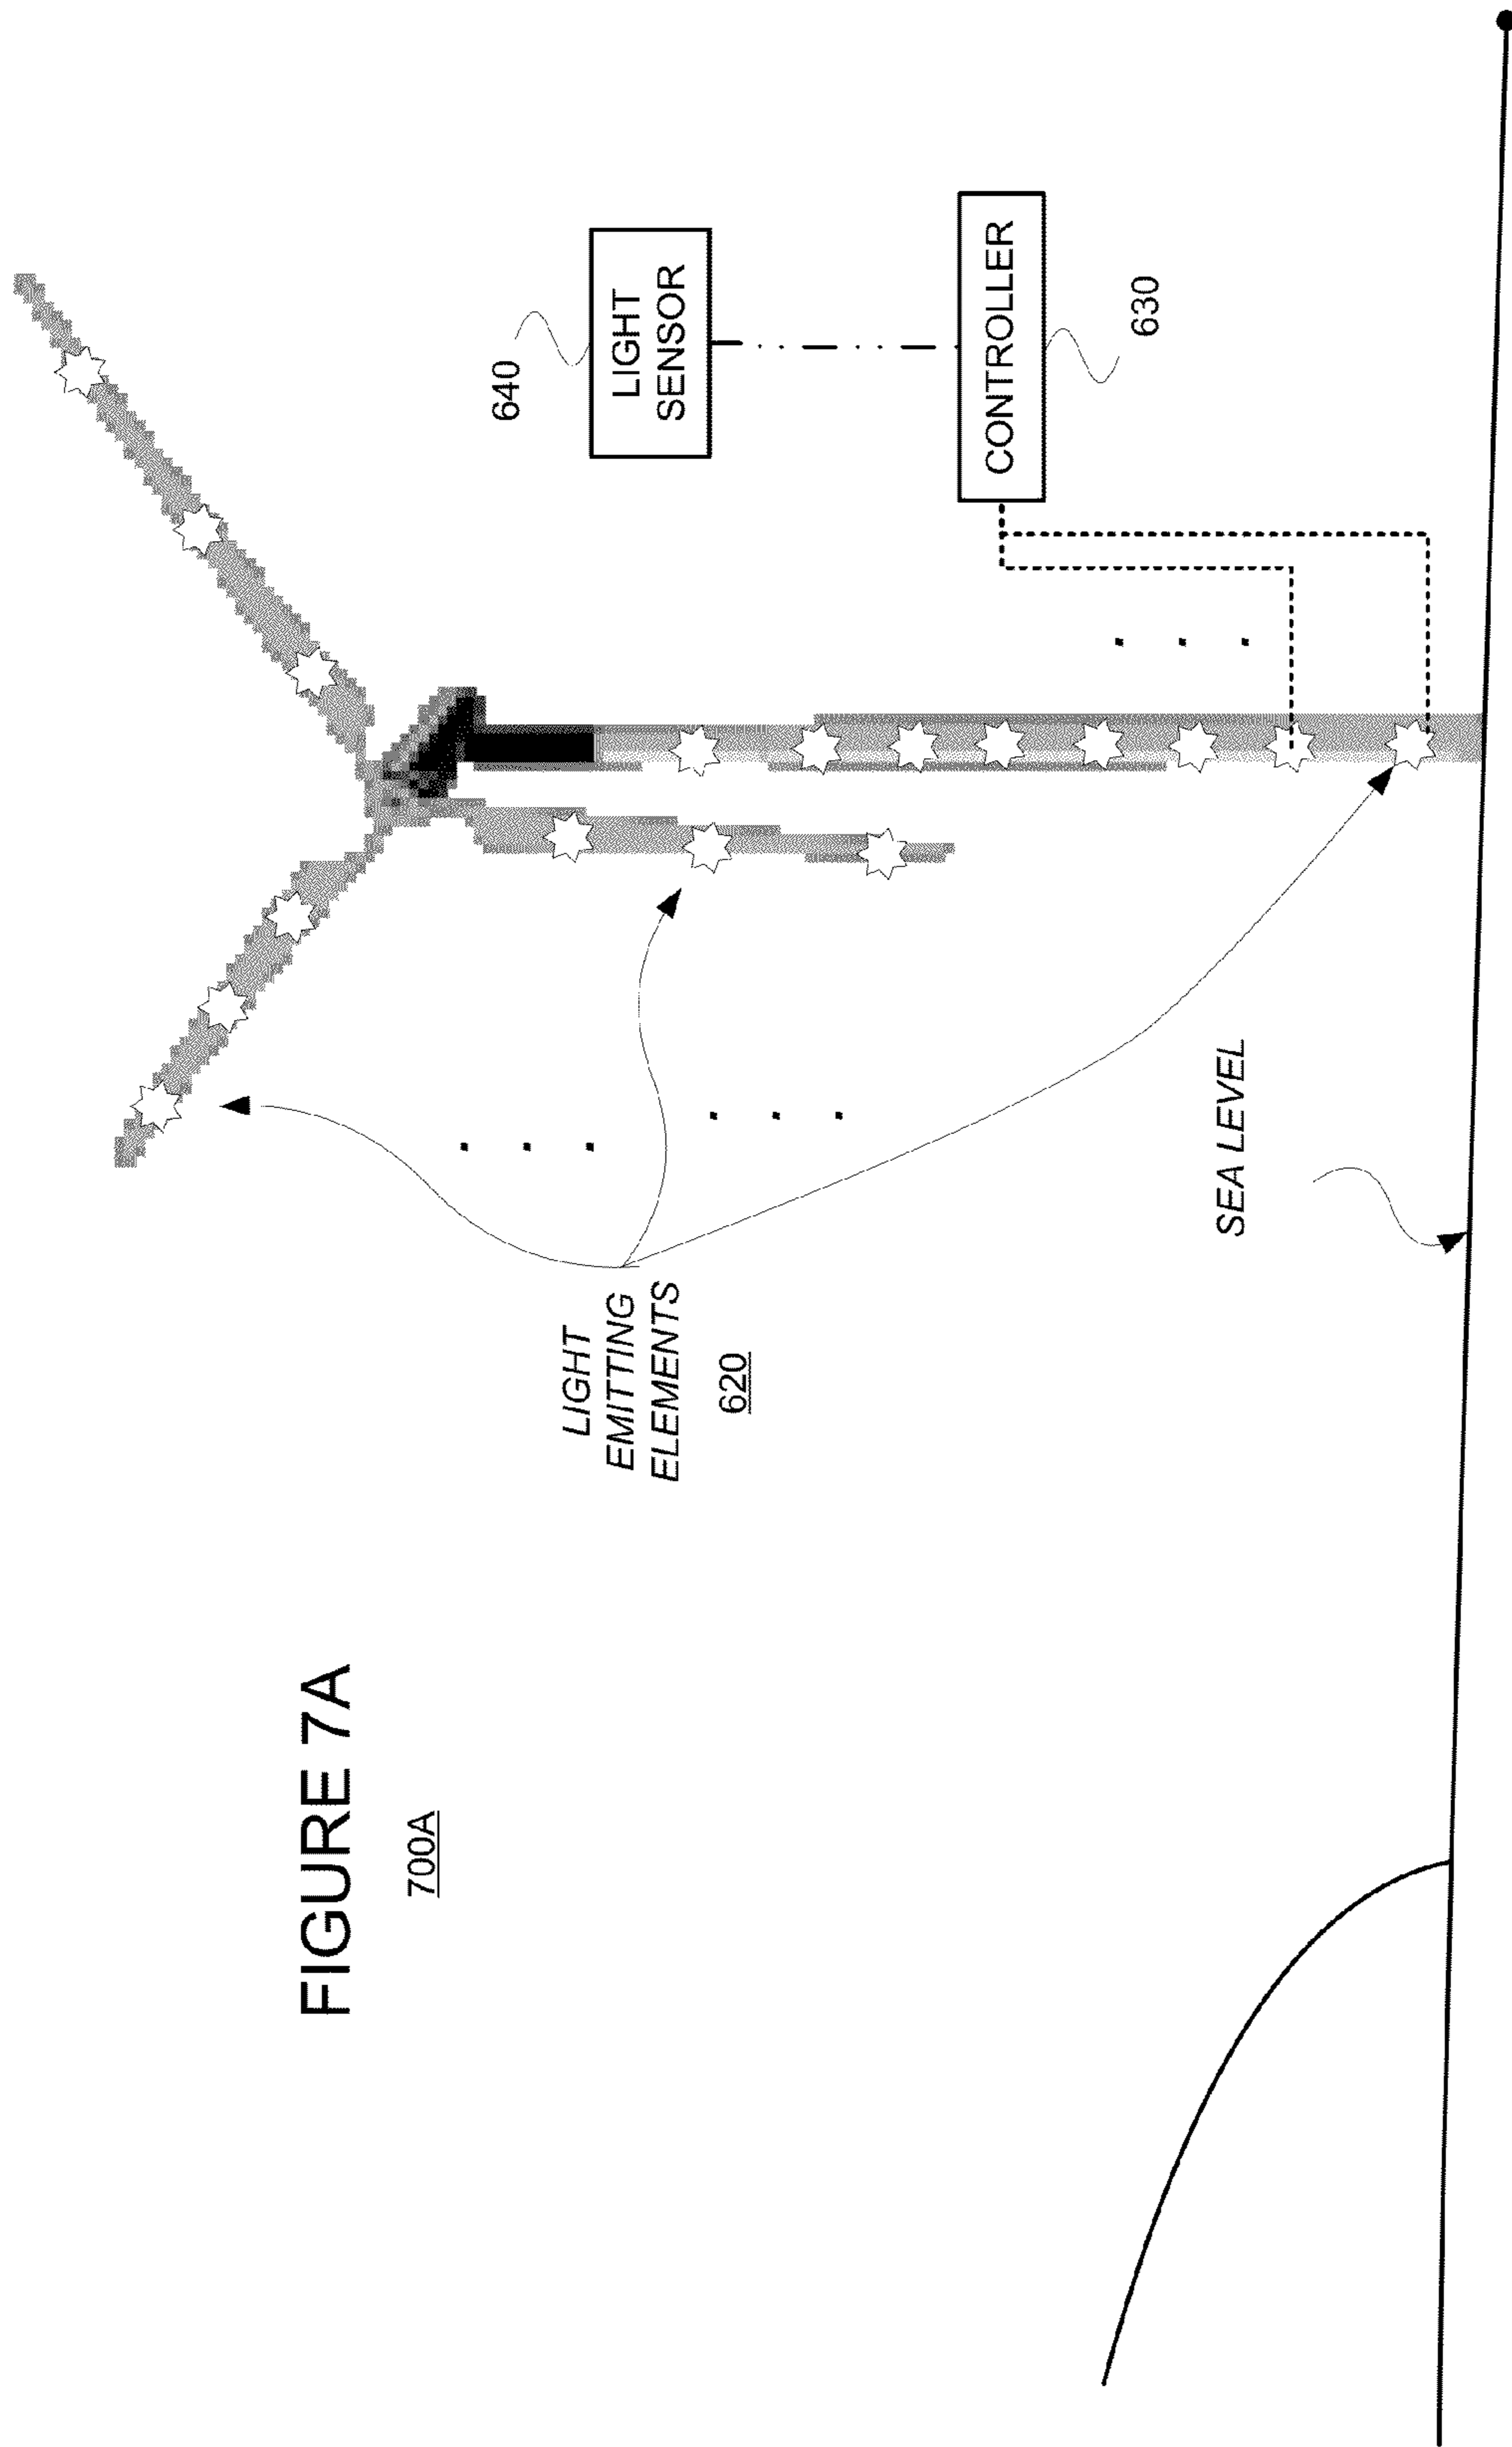 FIGURE 7A
700A
LIGHT
EMITTING
ELEMENTS
620
640
LIGHT
SENSOR
CONTROLLER
630
SEA LEVEL